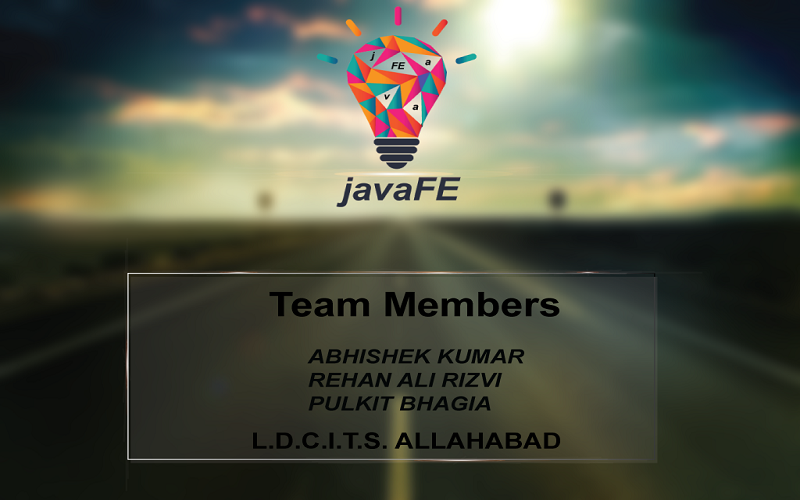 j
FE
a
v
a
javaFE
Team Members
ABHISHEK KUMAR
REHAN ALI RIZVI
PULKIT BHAGIA
L.D.C.I.T.S. ALLAHABAD